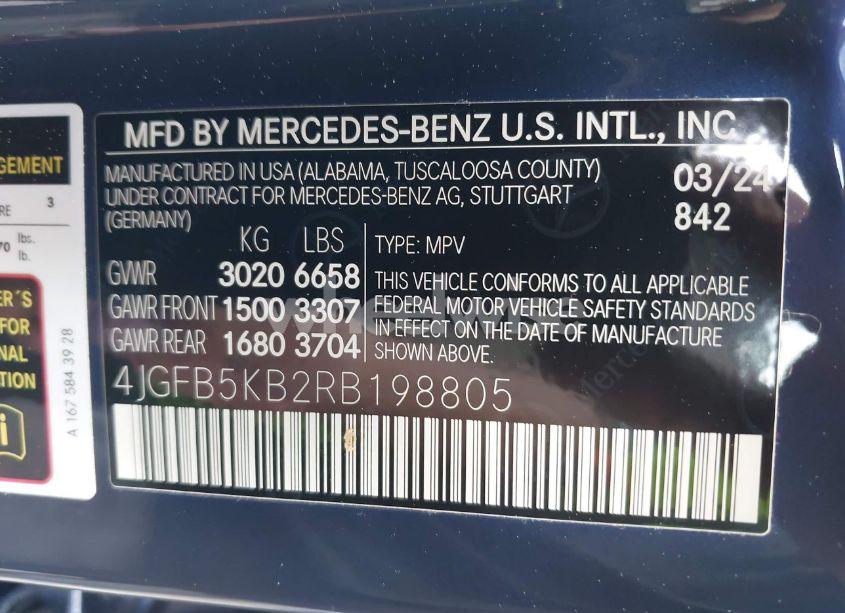 MFD BY MERCEDES-BENZ U.S. INTL., INC
MANUFACTURED IN USA (ALABAMA, TUSCALOOSA COUNTY)
UNDER CONTRACT FOR MERCEDES-BENZ AG, STUTTGART
(GERMANY)
03/24
842
KG LBS
GVWR 3020 6658
GAWR FRONT 1500 3307
GAWR REAR 1680 3704
TYPE: MPV
THIS VEHICLE CONFORMS TO ALL APPLICABLE
FEDERAL MOTOR VEHICLE SAFETY STANDARDS
IN EFFECT ON THE DATE OF MANUFACTURE
SHOWN ABOVE.
4JGFB5KB2RB198805
GEMENT
RE 3
70 lbs.
lb.
ER´S
FOR
NAL
TION
i
A 167 584 39 28